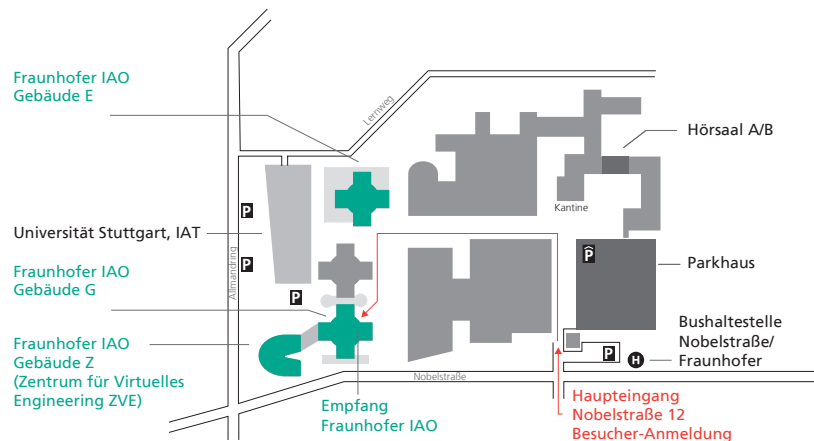 Fraunhofer IAO
Gebäude E
Lernweg
Hörsaal A/B
Kantine
P
Universität Stuttgart, IAT
Allmandring
P
P
P
Parkhaus
Fraunhofer IAO
Gebäude G
Fraunhofer IAO
Gebäude Z
(Zentrum für Virtuelles
Engineering ZVE)
Bushaltestelle
Nobelstraße/
Fraunhofer
P
H
Nobelstraße
Empfang
Fraunhofer IAO
Haupteingang
Nobelstraße 12
Besucher-Anmeldung